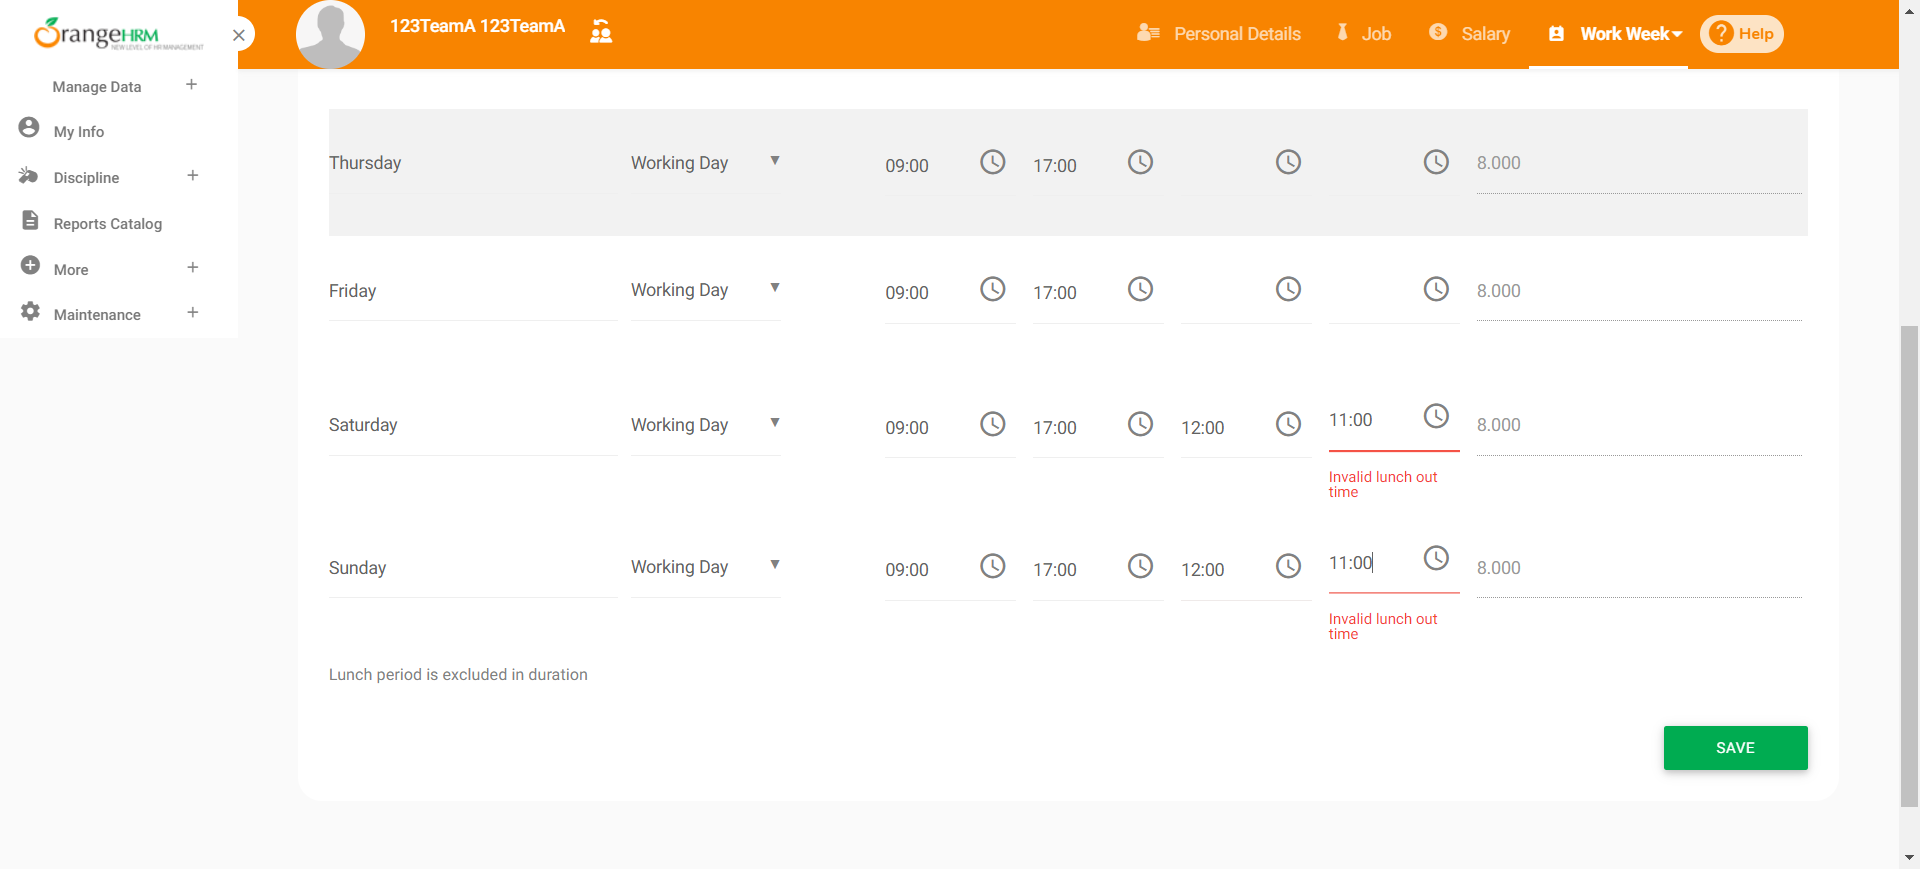 OrangeHRM
NEW LEVEL OF HR MANAGEMENT
123TeamA 123TeamA
Personal Details
Job
Salary
Work Week
? Help
Manage Data +
My Info
Discipline +
Reports Catalog
More +
Maintenance +
Thursday Working Day 09:00 17:00 8.000
Friday Working Day 09:00 17:00 8.000
Saturday Working Day 09:00 17:00 12:00 11:00 8.000
Invalid lunch out
time
Sunday Working Day 09:00 17:00 12:00 11:00 8.000
Invalid lunch out
time
Lunch period is excluded in duration
SAVE